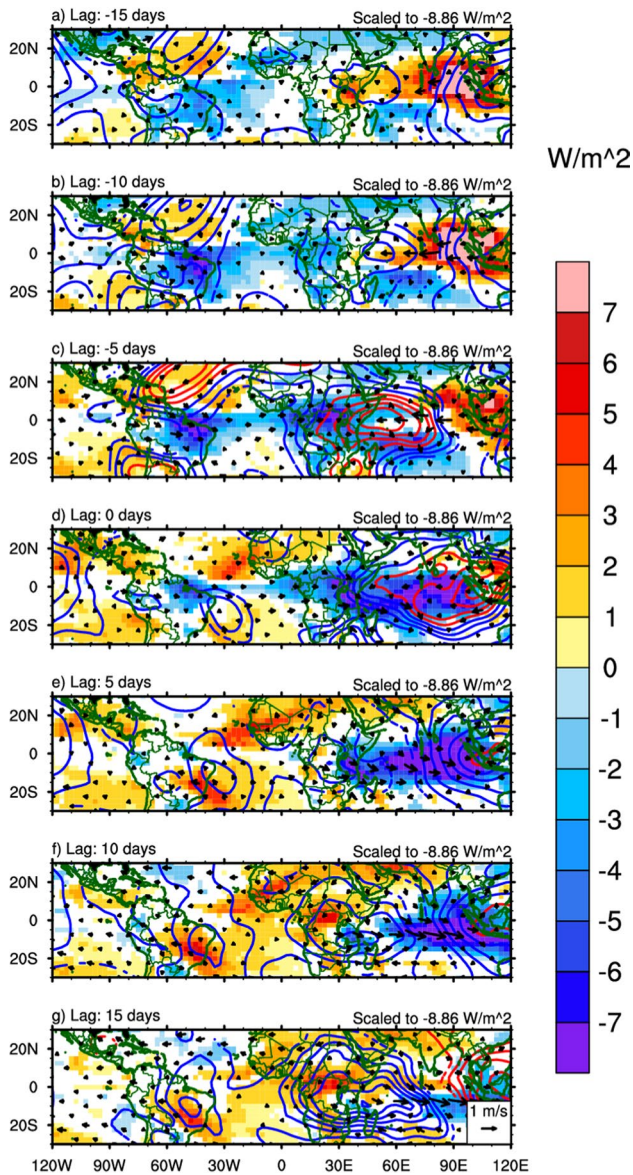 a) Lag: -15 days Scaled to -8.86 W/m^2
20N
0
20S
W/m^2
b) Lag: -10 days Scaled to -8.86 W/m^2
20N
0
20S
c) Lag: -5 days Scaled to -8.86 W/m^2
20N
0
20S
d) Lag: 0 days Scaled to -8.86 W/m^2
20N
0
20S
e) Lag: 5 days Scaled to -8.86 W/m^2
20N
0
20S
f) Lag: 10 days Scaled to -8.86 W/m^2
20N
0
20S
g) Lag: 15 days Scaled to -8.86 W/m^2
20N
0
20S
1 m/s
120W 90W 60W 30W 0 30E 60E 90E 120E
7
6
5
4
3
2
1
0
-1
-2
-3
-4
-5
-6
-7